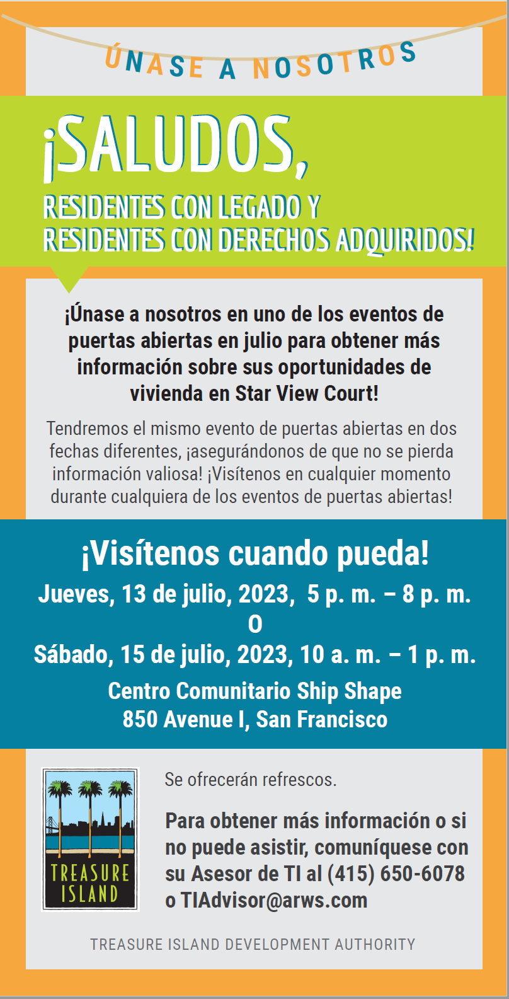 ÚNASE A NOSOTROS
¡SALUDOS,
RESIDENTES CON LEGADO Y
RESIDENTES CON DERECHOS ADQUIRIDOS!
¡Únase a nosotros en uno de los eventos de
puertas abiertas en julio para obtener más
información sobre sus oportunidades de
vivienda en Star View Court!
Tendremos el mismo evento de puertas abiertas en dos
fechas diferentes, ¡asegurándonos de que no se pierda
información valiosa! ¡Visítenos en cualquier momento
durante cualquiera de los eventos de puertas abiertas!
¡Visítenos cuando pueda!
Jueves, 13 de julio, 2023,  5 p. m. – 8 p. m.
O
Sábado, 15 de julio, 2023, 10 a. m. – 1 p. m.
Centro Comunitario Ship Shape
850 Avenue I, San Francisco
Se ofrecerán refrescos.
Para obtener más información o si
no puede asistir, comuníquese con
su Asesor de TI al (415) 650-6078
o TIAdvisor@arws.com
TREASURE
ISLAND
TREASURE ISLAND DEVELOPMENT AUTHORITY